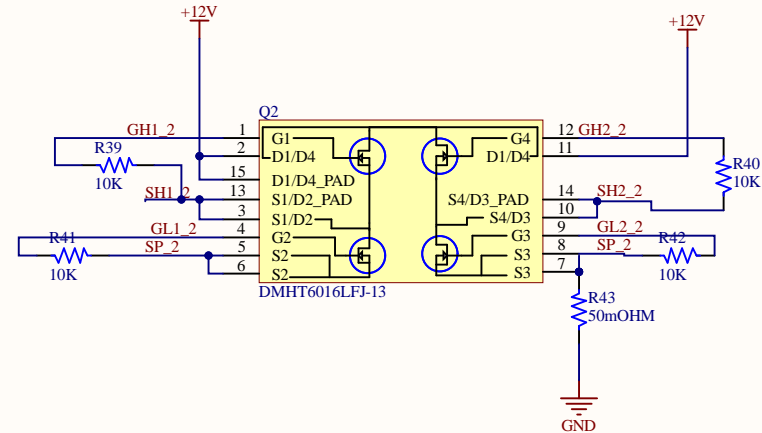 +12V
+12V
Q2
GH1_2
1
G1
G4
12
GH2_2
R39
2
D1/D4
D1/D4
11
R40
10K
15
D1/D4_PAD
10K
SH1_2
13
S1/D2_PAD
S4/D3_PAD
14
SH2_2
3
S1/D2
S4/D3
10
GL1_2
4
G2
G3
9
GL2_2
R41
SP_2
5
S2
S3
8
SP_2
R42
10K
6
S2
S3
7
10K
DMHT6016LFJ-13
R43
50mOHM
GND